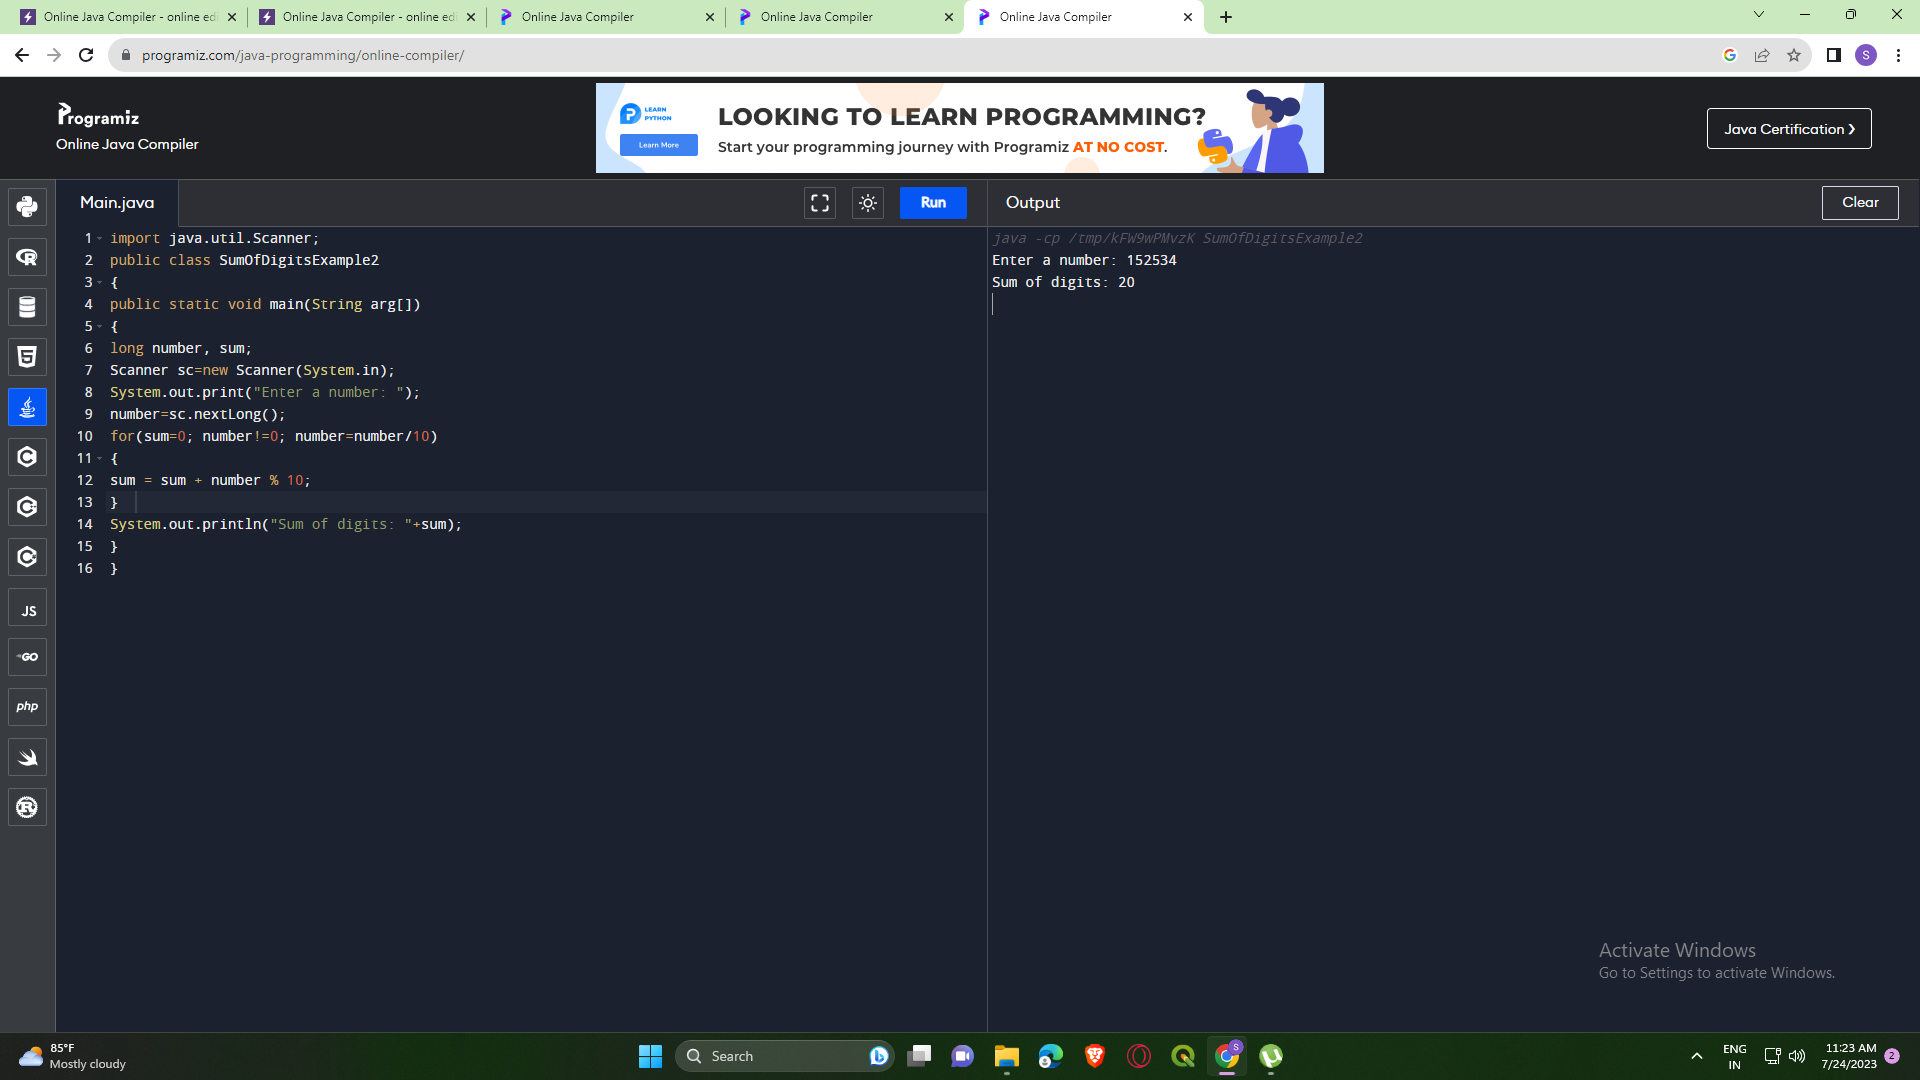 Online Java Compiler - online edi
Online Java Compiler - online edi
Online Java Compiler
Online Java Compiler
Online Java Compiler
programiz.com/java-programming/online-compiler/
S
Programiz
Online Java Compiler
LEARN
PYTHON
Learn More
LOOKING TO LEARN PROGRAMMING?
Start your programming journey with Programiz AT NO COST.
Java Certification ›
Main.java
Run
Output
Clear
1 import java.util.Scanner;
2 public class SumOfDigitsExample2
3 {
4 public static void main(String arg[])
5 {
6 long number, sum;
7 Scanner sc=new Scanner(System.in);
8 System.out.print("Enter a number: ");
9 number=sc.nextLong();
10 for(sum=0; number!=0; number=number/10)
11 {
12 sum = sum + number % 10;
13 }
14 System.out.println("Sum of digits: "+sum);
15 }
16 }
java -cp /tmp/kFW9wPMvzK SumOfDigitsExample2
Enter a number: 152534
Sum of digits: 20
JS
GO
php
Activate Windows
Go to Settings to activate Windows.
85°F
Mostly cloudy
Search
S
ENG
IN
11:23 AM
7/24/2023
2